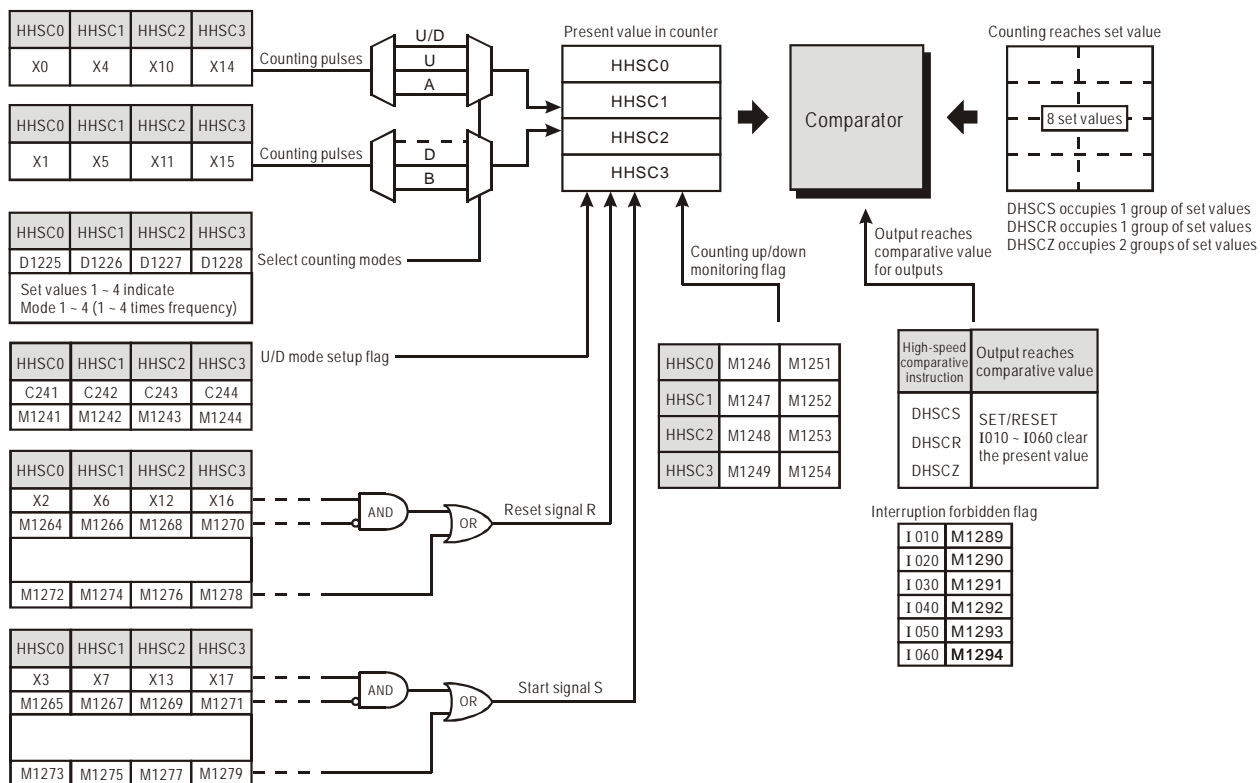 HHSC0 HHSC1 HHSC2 HHSC3
X0 X4 X10 X14
Counting pulses
U/D
U
A
HHSC0 HHSC1 HHSC2 HHSC3
X1 X5 X11 X15
Counting pulses
D
B
HHSC0 HHSC1 HHSC2 HHSC3
D1225 D1226 D1227 D1228
Select counting modes
Set values 1 ~ 4 indicate
Mode 1 ~ 4 (1 ~ 4 times frequency)
HHSC0 HHSC1 HHSC2 HHSC3
C241 C242 C243 C244
M1241 M1242 M1243 M1244
U/D mode setup flag
HHSC0 HHSC1 HHSC2 HHSC3
X2 X6 X12 X16
M1264 M1266 M1268 M1270
M1272 M1274 M1276 M1278
AND
OR
Reset signal R
HHSC0 HHSC1 HHSC2 HHSC3
X3 X7 X13 X17
M1265 M1267 M1269 M1271
M1273 M1275 M1277 M1279
AND
OR
Start signal S
Present value in counter
HHSC0
HHSC1
HHSC2
HHSC3
Comparator
Counting reaches set value
8 set values
DHSCS occupies 1 group of set values
DHSCR occupies 1 group of set values
DHSCZ occupies 2 groups of set values
Counting up/down
monitoring flag
HHSC0 M1246 M1251
HHSC1 M1247 M1252
HHSC2 M1248 M1253
HHSC3 M1249 M1254
Output reaches
comparative value
for outputs
High-speed
comparative
instruction
Output reaches
comparative value
DHSCS
DHSCR
DHSCZ
SET/RESET
I010 ~ I060 clear
the present value
Interruption forbidden flag
I 010 M1289
I 020 M1290
I 030 M1291
I 040 M1292
I 050 M1293
I 060 M1294